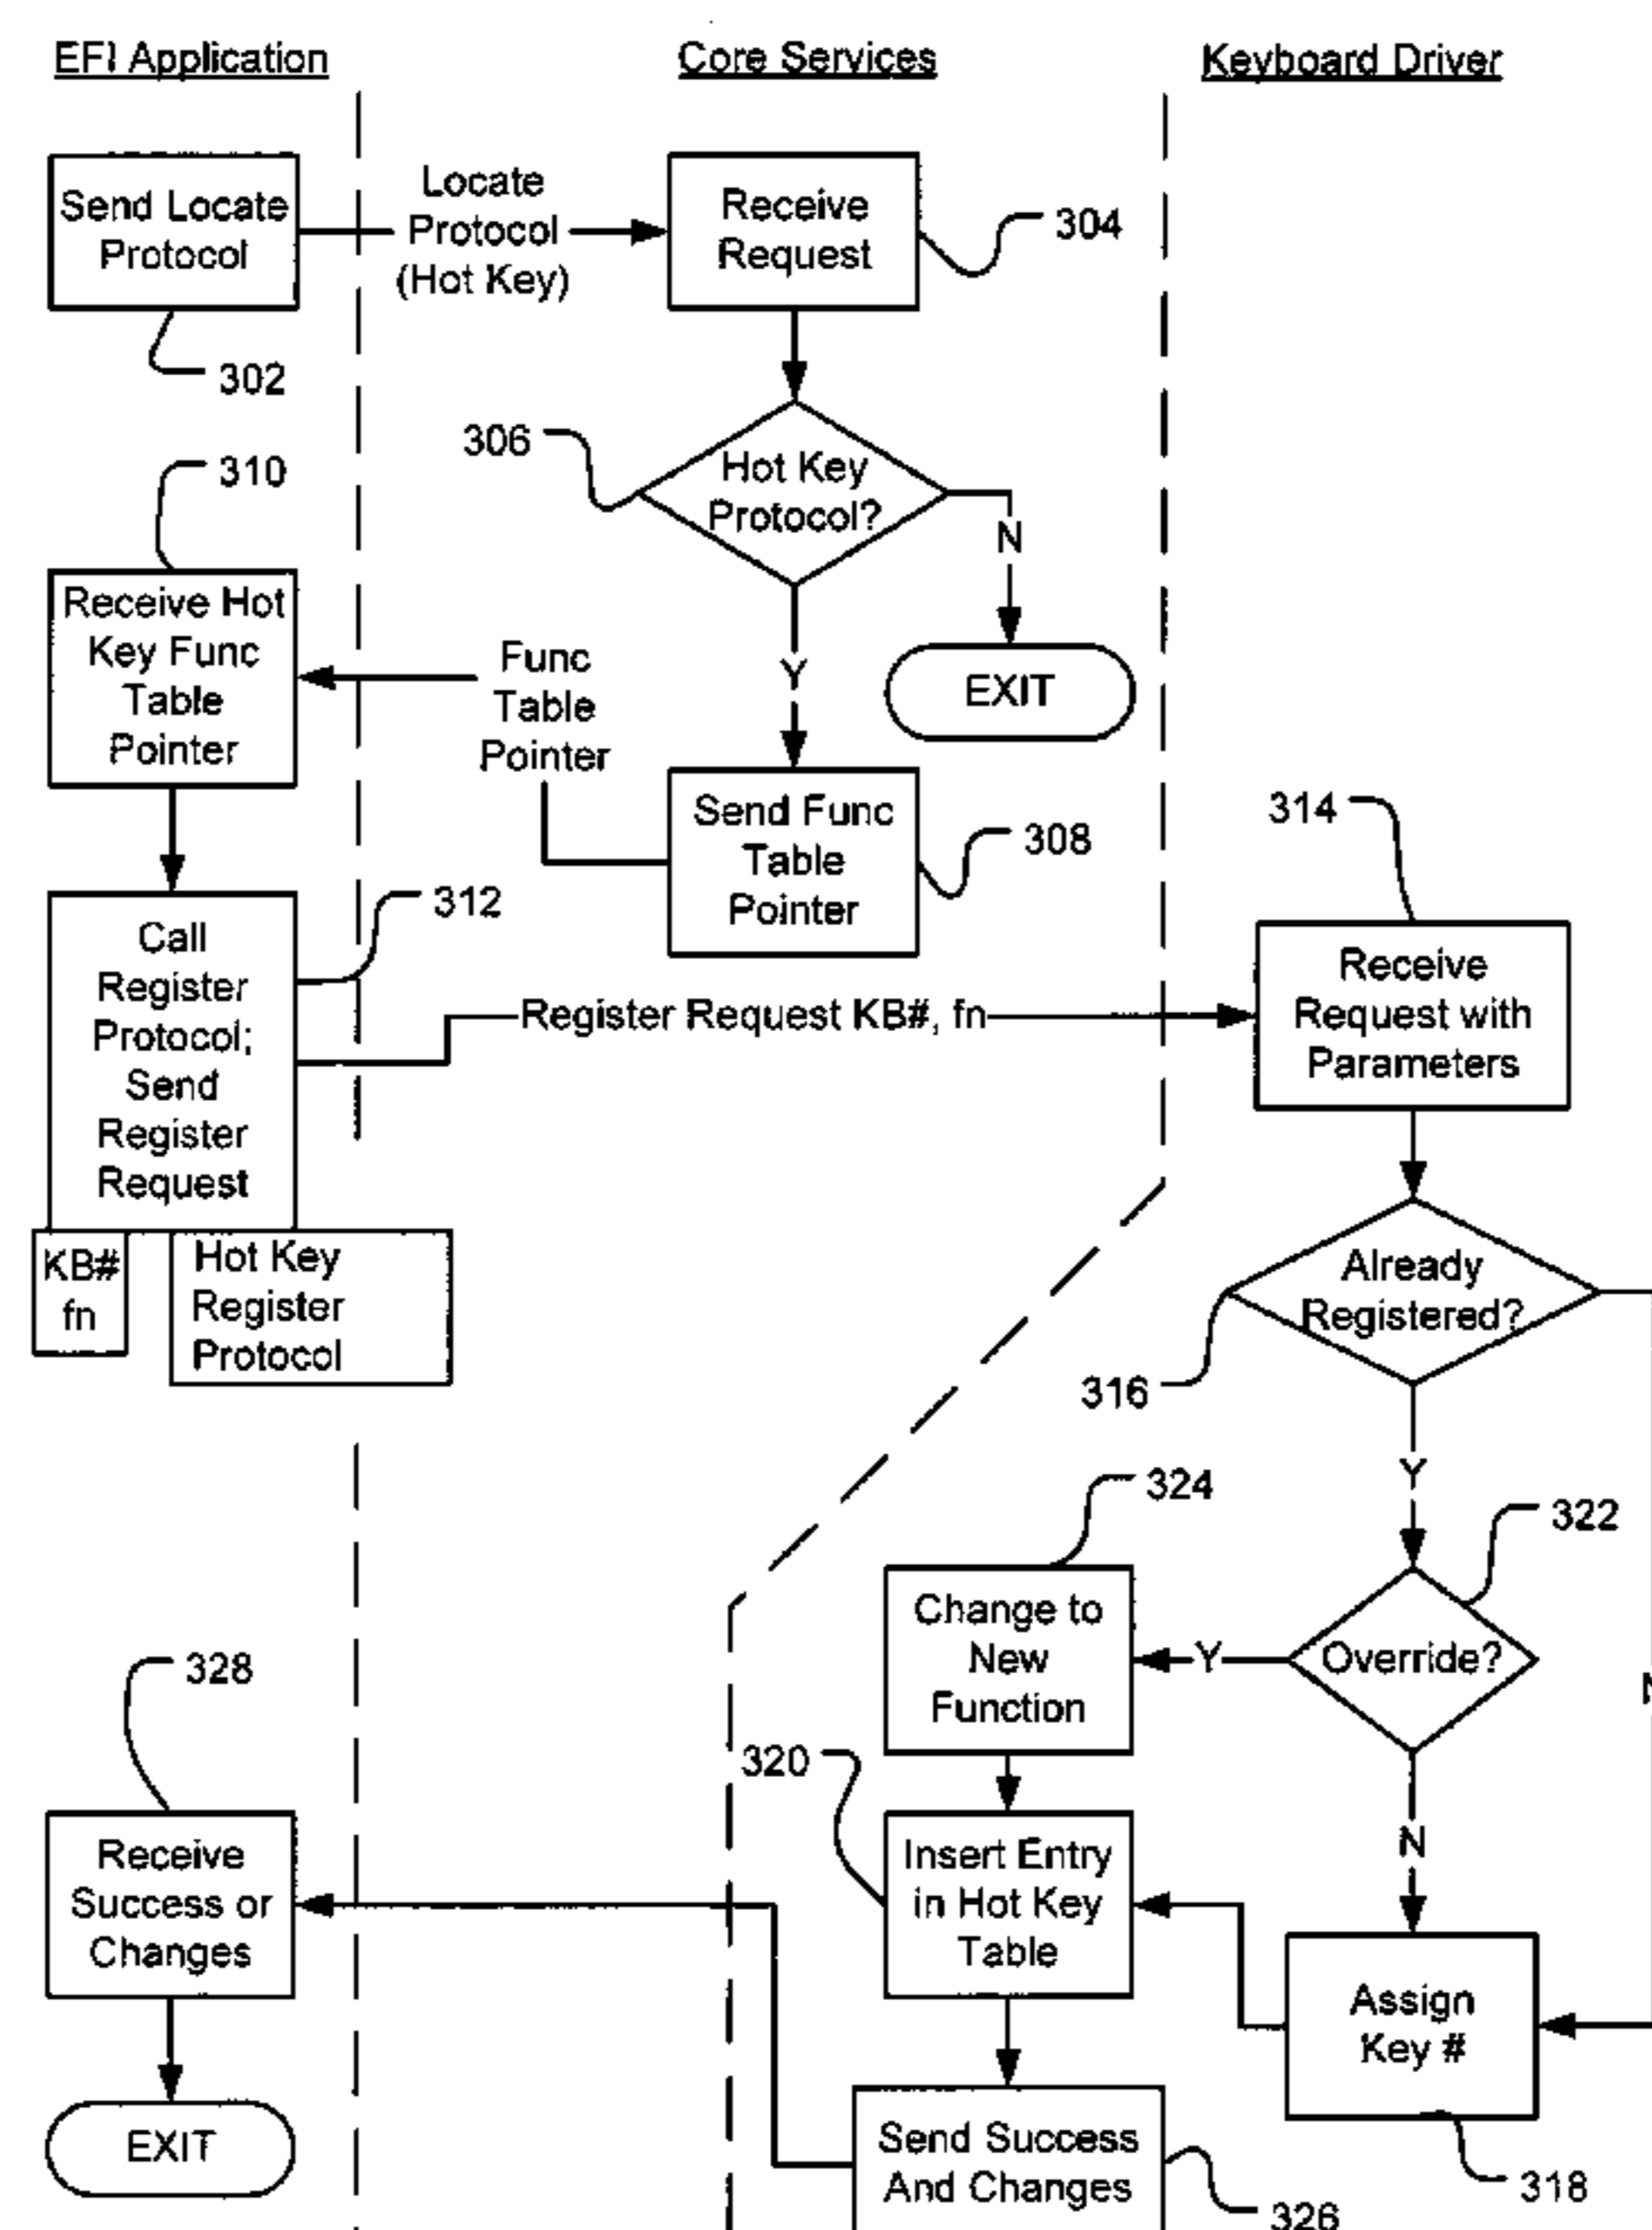 EFI Application
Core Services
Keyboard Driver
Send Locate
Protocol
302
Locate
Protocol
(Hot Key)
Receive
Request
304
306
Hot Key
Protocol?
N
EXIT
Y
310
Receive Hot
Key Func
Table
Pointer
Func
Table
Pointer
Send Func
Table
Pointer
308
312
Call
Register
Protocol;
Send
Register
Request
KB#
fn
Hot Key
Register
Protocol
Register Request KB#, fn
314
Receive
Request with
Parameters
Already
Registered?
316
Y
N
322
Override?
Y
N
324
Change to
New
Function
320
Insert Entry
in Hot Key
Table
Assign
Key #
318
Send Success
And Changes
326
328
Receive
Success or
Changes
EXIT